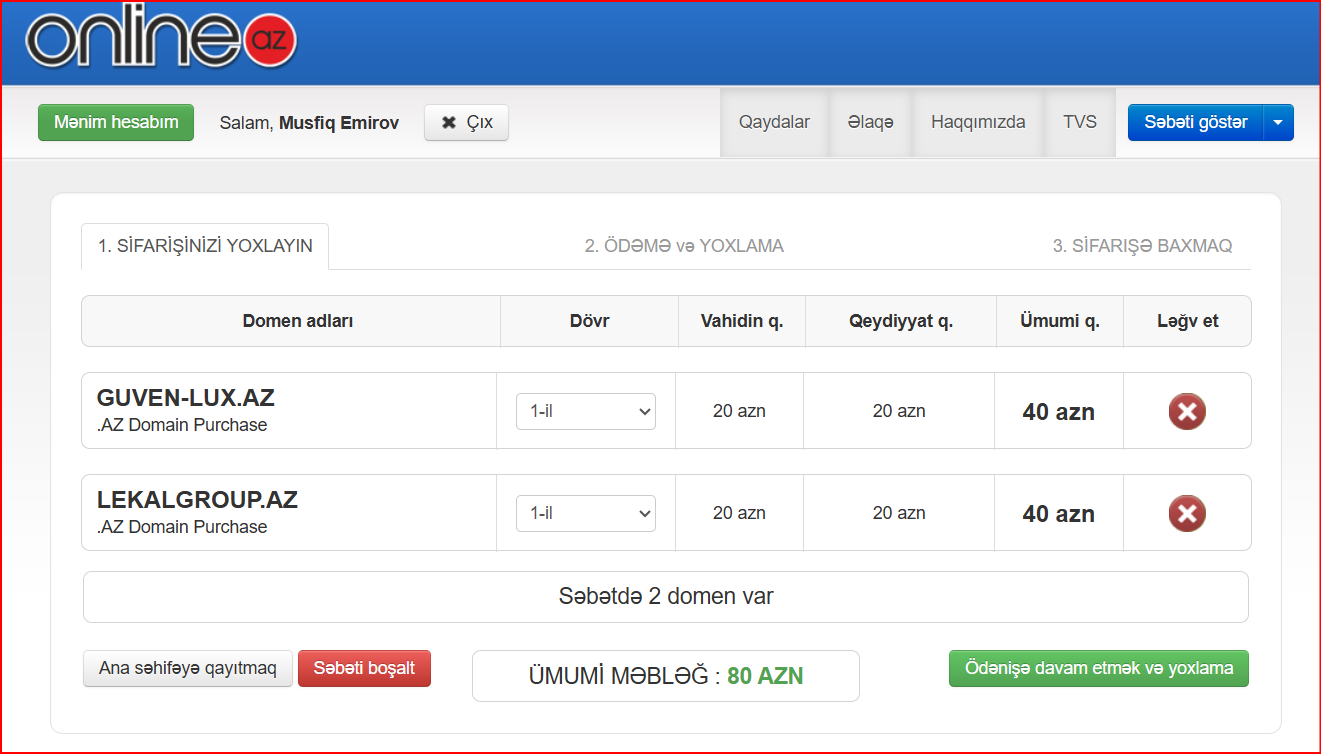 online az
Mənim hesabım
Salam, Musfiq Emirov
Çıx
Qaydalar
Əlaqə
Haqqımızda
TVS
Səbəti göstər
1. SİFARİŞİNİZİ YOXLAYIN
2. ÖDƏMƏ və YOXLAMA
3. SİFARIŞƏ BAXMAQ
Domen adları
Dövr
Vahidin q.
Qeydiyyat q.
Ümumi q.
Ləğv et
GUVEN-LUX.AZ
.AZ Domain Purchase
1-il
20 azn
20 azn
40 azn
LEKALGROUP.AZ
.AZ Domain Purchase
1-il
20 azn
20 azn
40 azn
Səbətdə 2 domen var
Ana səhifəyə qayıtmaq
Səbəti boşalt
ÜMUMİ MƏBLƏĞ : 80 AZN
Ödənişə davam etmək və yoxlama